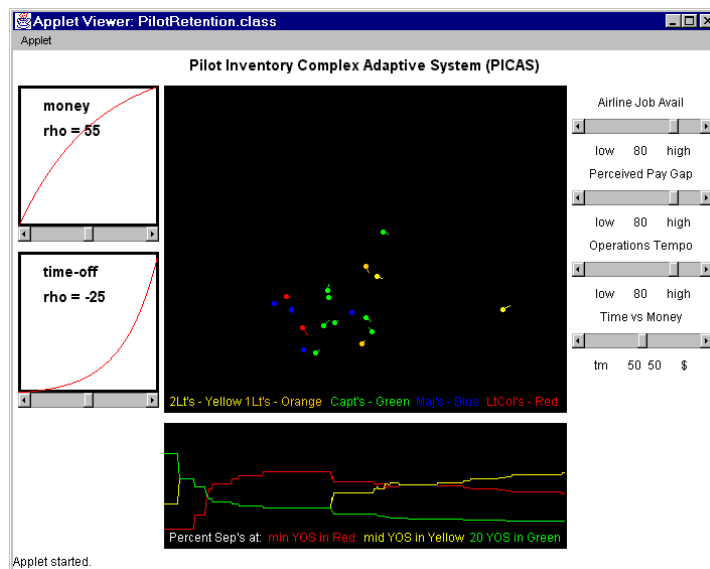 Applet Viewer: PilotRetention.class
Applet
Pilot Inventory Complex Adaptive System (PICAS)
money
rho = 55
time-off
rho = -25
Airline Job Avail
low 80 high
Perceived Pay Gap
low 80 high
Operations Tempo
low 80 high
Time vs Money
tm 50 50 $
2Lt's - Yellow 1Lt's - Orange Capt's - Green Maj's - Blue LtCol's - Red
Percent Sep's at: min YOS in Red mid YOS in Yellow 20 YOS in Green
Applet started.